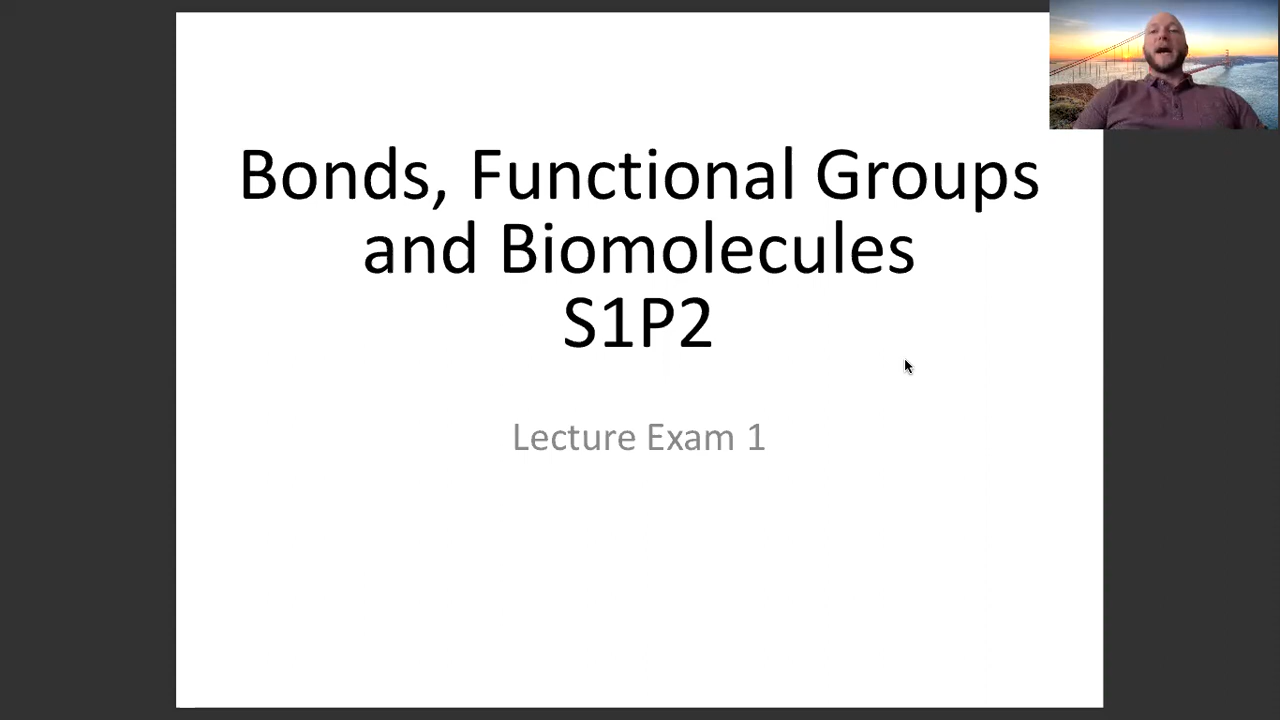 Bonds, Functional Groups
and Biomolecules
S1P2
Lecture Exam 1